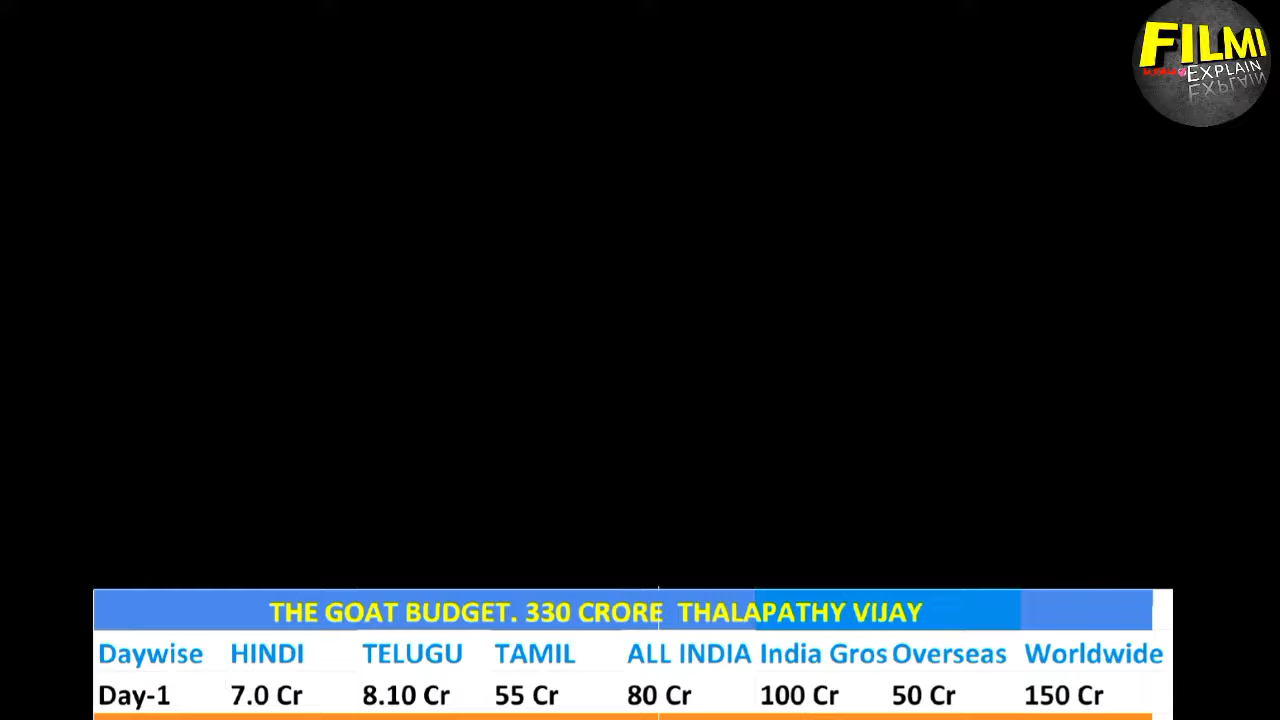 FILMI
EXPLAIN
THE GOAT BUDGET. 330 CRORE THALAPATHY VIJAY
Daywise HINDI TELUGU TAMIL ALL INDIA India Gros Overseas Worldwide
Day-1 7.0 Cr 8.10 Cr 55 Cr 80 Cr 100 Cr 50 Cr 150 Cr